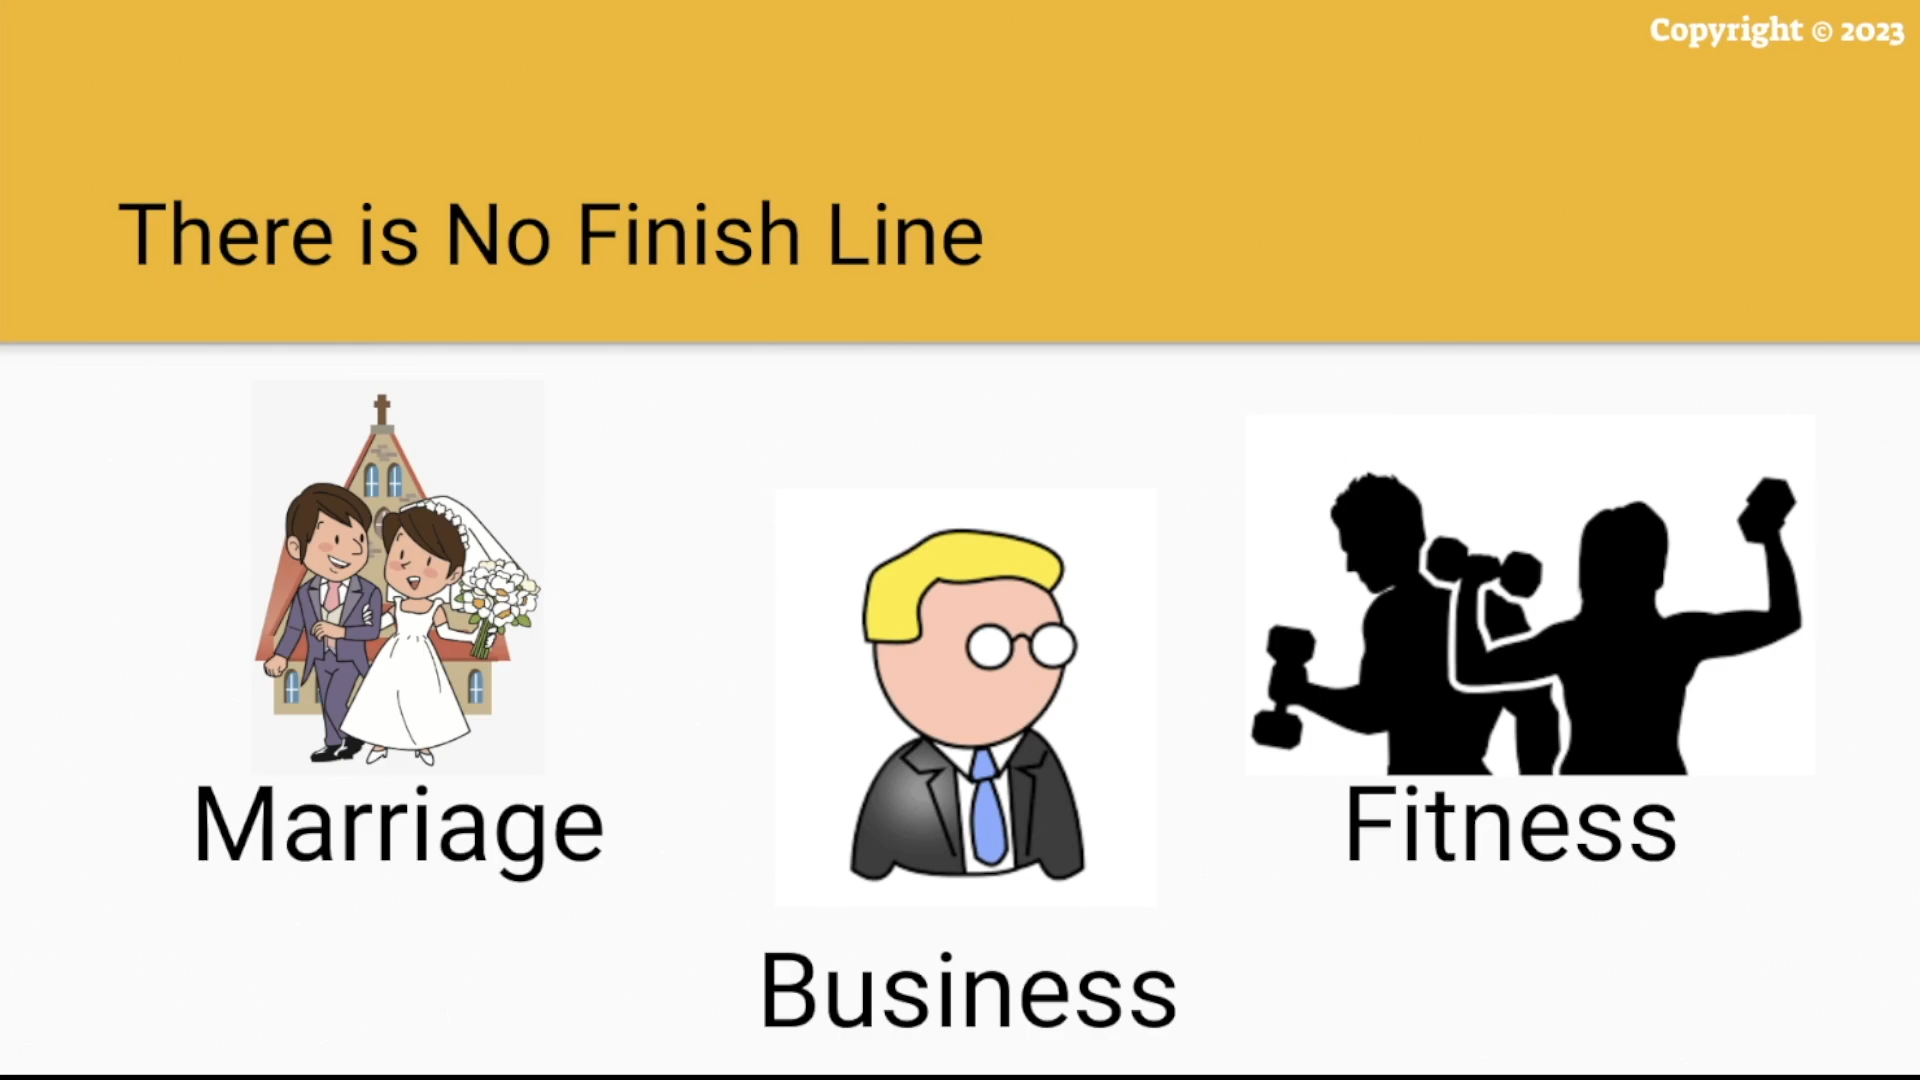 Copyright © 2023
There is No Finish Line
Marriage
Fitness
Business